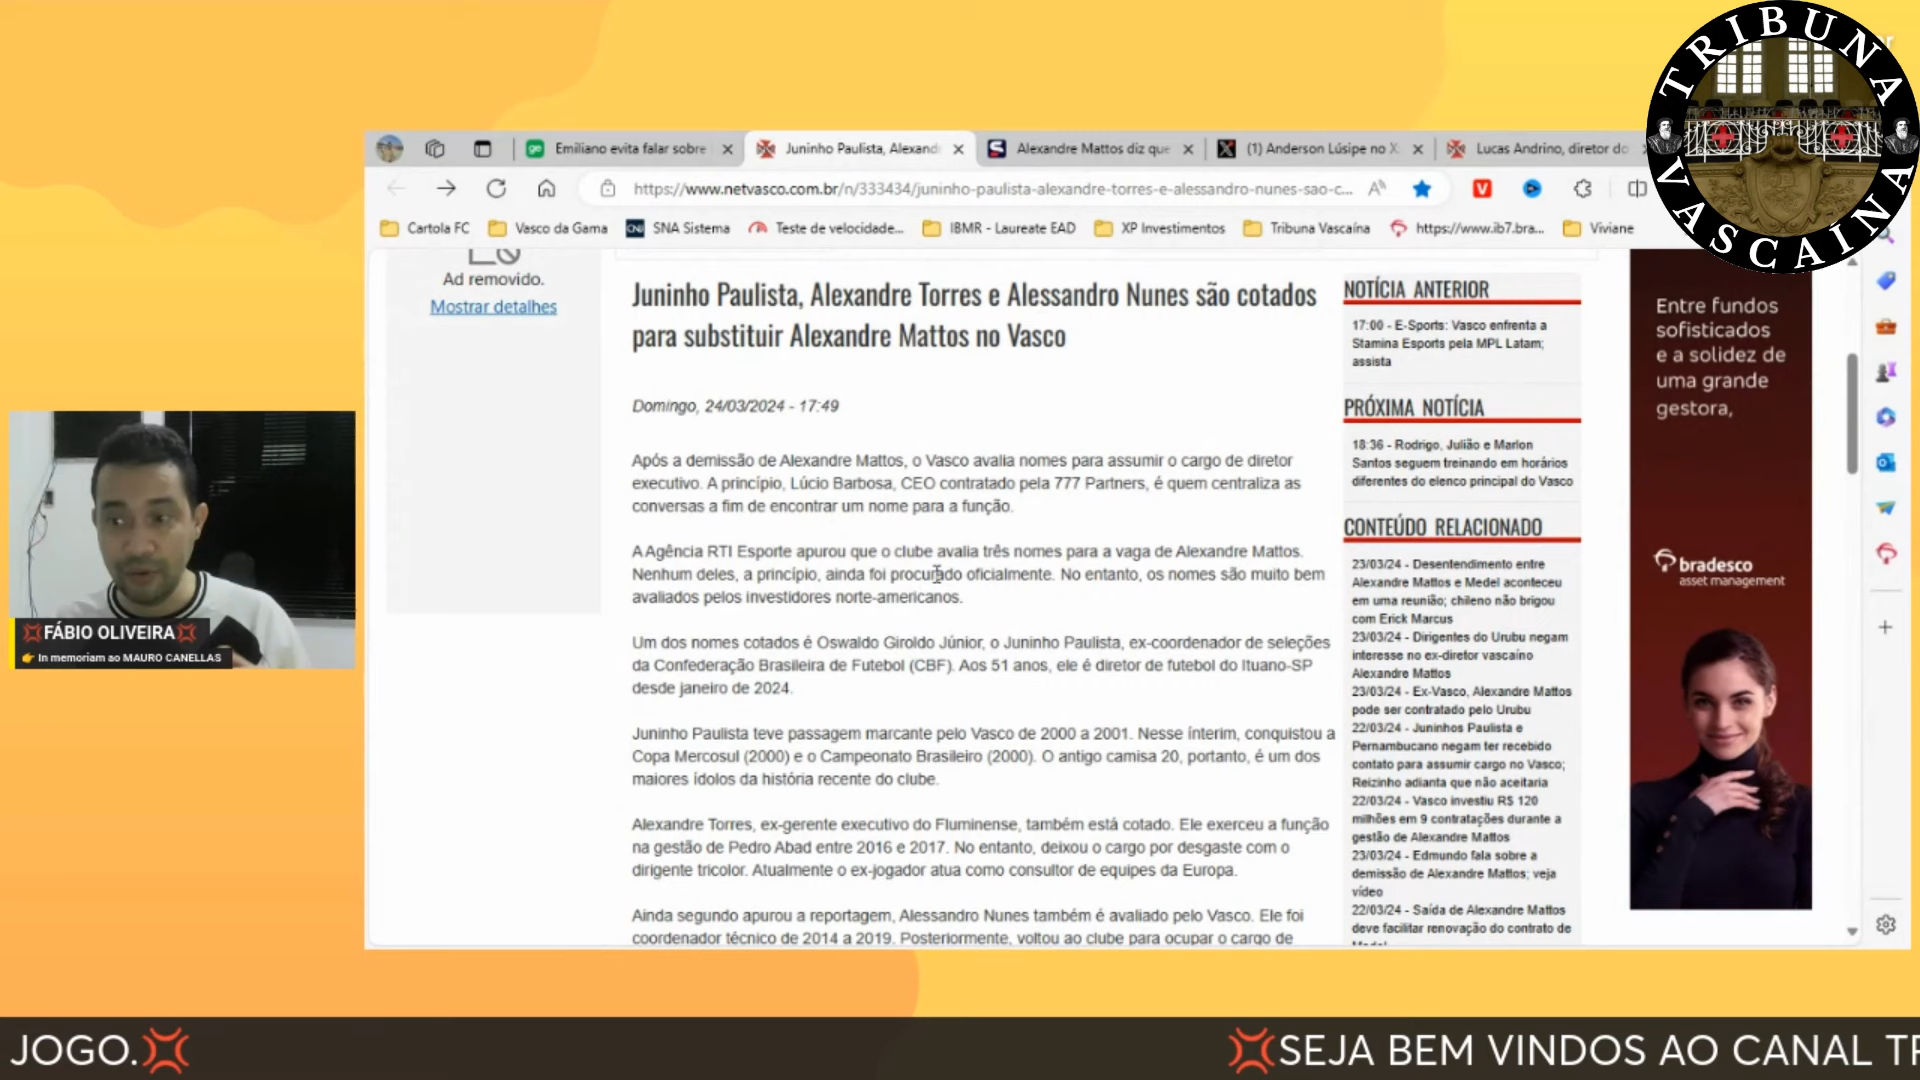 TRIBUNA VASCAINA
Emiliano evita falar sobre
Juninho Paulista, Alexand
Alexandre Mattos diz que
(1) Anderson Lúsipe no X
Lucas Andrino, diretor do
https://www.netvasco.com.br/n/333434/juninho-paulista-alexandre-torres-e-alessandro-nunes-sao-c...
Cartola FC
Vasco da Gama
SNA Sistema
Teste de velocidade...
IBMR - Laureate EAD
XP Investimentos
Tribuna Vascaína
https://www.ib7.bra...
Viviane
Ad removido.
Mostrar detalhes
Juninho Paulista, Alexandre Torres e Alessandro Nunes são cotados
para substituir Alexandre Mattos no Vasco
Domingo, 24/03/2024 - 17:49
Após a demissão de Alexandre Mattos, o Vasco avalia nomes para assumir o cargo de diretor
executivo. A princípio, Lúcio Barbosa, CEO contratado pela 777 Partners, é quem centraliza as
conversas a fim de encontrar um nome para a função.
A Agência RTI Esporte apurou que o clube avalia três nomes para a vaga de Alexandre Mattos.
Nenhum deles, a princípio, ainda foi procurado oficialmente. No entanto, os nomes são muito bem
avaliados pelos investidores norte-americanos.
Um dos nomes cotados é Oswaldo Giroldo Júnior, o Juninho Paulista, ex-coordenador de seleções
da Confederação Brasileira de Futebol (CBF). Aos 51 anos, ele é diretor de futebol do Ituano-SP
desde janeiro de 2024.
Juninho Paulista teve passagem marcante pelo Vasco de 2000 a 2001. Nesse ínterim, conquistou a
Copa Mercosul (2000) e o Campeonato Brasileiro (2000). O antigo camisa 20, portanto, é um dos
maiores ídolos da história recente do clube.
Alexandre Torres, ex-gerente executivo do Fluminense, também está cotado. Ele exerceu a função
na gestão de Pedro Abad entre 2016 e 2017. No entanto, deixou o cargo por desgaste com o
dirigente tricolor. Atualmente o ex-jogador atua como consultor de equipes da Europa.
Ainda segundo apurou a reportagem, Alessandro Nunes também é avaliado pelo Vasco. Ele foi
coordenador técnico de 2014 a 2019. Posteriormente, voltou ao clube para ocupar o cargo de
NOTÍCIA ANTERIOR
17:00 - E-Sports: Vasco enfrenta a
Stamina Esports pela MPL Latam;
assista
PRÓXIMA NOTÍCIA
18:36 - Rodrigo, Julião e Marlon
Santos seguem treinando em horários
diferentes do elenco principal do Vasco
CONTEÚDO RELACIONADO
23/03/24 - Desentendimento entre
Alexandre Mattos e Medel aconteceu
em uma reunião; chileno não brigou
com Erick Marcus
23/03/24 - Dirigentes do Urubu negam
interesse no ex-diretor vascaíno
Alexandre Mattos
23/03/24 - Ex-Vasco, Alexandre Mattos
pode ser contratado pelo Urubu
22/03/24 - Juninhos Paulista e
Pernambucano negam ter recebido
contato para assumir cargo no Vasco;
Reizinho adianta que não aceitaria
22/03/24 - Vasco investiu R$ 120
milhões em 9 contratações durante a
gestão de Alexandre Mattos
23/03/24 - Edmundo fala sobre a
demissão de Alexandre Mattos; veja
vídeo
22/03/24 - Saída de Alexandre Mattos
deve facilitar renovação do contrato de
Entre fundos
sofisticados
e a solidez de
uma grande
gestora,
bradesco
asset management
FÁBIO OLIVEIRA
In memoriam ao MAURO CANELLAS
JOGO.
SEJA BEM VINDOS AO CANAL TR